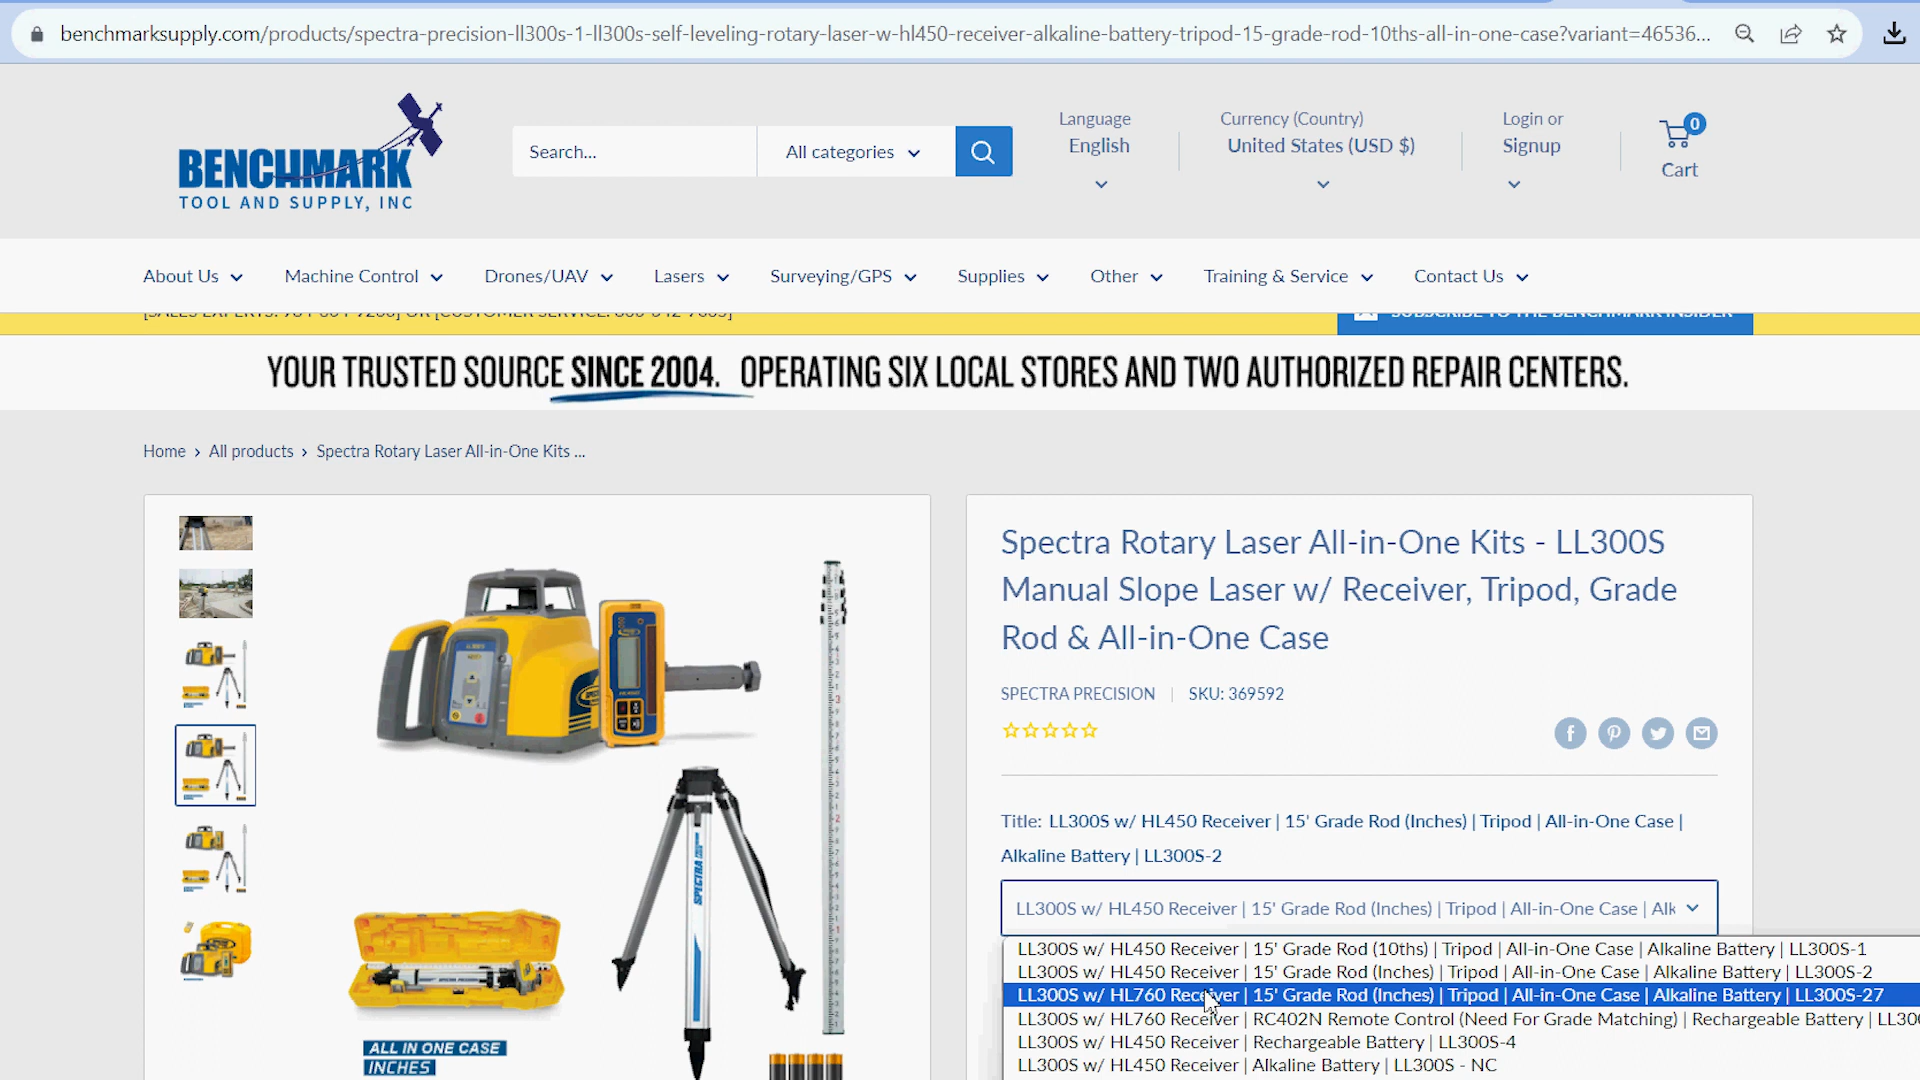 benchmarksupply.com/products/spectra-precision-ll300s-1-ll300s-self-leveling-rotary-laser-w-hl450-receiver-alkaline-battery-tripod-15-grade-rod-10ths-all-in-one-case?variant=46536...
BENCHMARK
TOOL AND SUPPLY, INC
Search...
All categories
Language
English
Currency (Country)
United States (USD $)
Login or
Signup
0
Cart
About Us
Machine Control
Drones/UAV
Lasers
Surveying/GPS
Supplies
Other
Training & Service
Contact Us
SUBSCRIBE TO THE BENCHMARK INSIDER
YOUR TRUSTED SOURCE SINCE 2004. OPERATING SIX LOCAL STORES AND TWO AUTHORIZED REPAIR CENTERS.
Home › All products › Spectra Rotary Laser All-in-One Kits ...
Spectra Rotary Laser All-in-One Kits - LL300S
Manual Slope Laser w/ Receiver, Tripod, Grade
Rod & All-in-One Case
SPECTRA PRECISION | SKU: 369592
Title: LL300S w/ HL450 Receiver | 15' Grade Rod (Inches) | Tripod | All-in-One Case |
Alkaline Battery | LL300S-2
LL300S w/ HL450 Receiver | 15' Grade Rod (Inches) | Tripod | All-in-One Case | Alk
LL300S w/ HL450 Receiver | 15' Grade Rod (10ths) | Tripod | All-in-One Case | Alkaline Battery | LL300S-1
LL300S w/ HL450 Receiver | 15' Grade Rod (Inches) | Tripod | All-in-One Case | Alkaline Battery | LL300S-2
LL300S w/ HL760 Receiver | 15' Grade Rod (Inches) | Tripod | All-in-One Case | Alkaline Battery | LL300S-27
LL300S w/ HL760 Receiver | RC402N Remote Control (Need For Grade Matching) | Rechargeable Battery | LL300
LL300S w/ HL450 Receiver | Rechargeable Battery | LL300S-4
LL300S w/ HL450 Receiver | Alkaline Battery | LL300S - NC
SPECTRA
ALL IN ONE CASE
INCHES